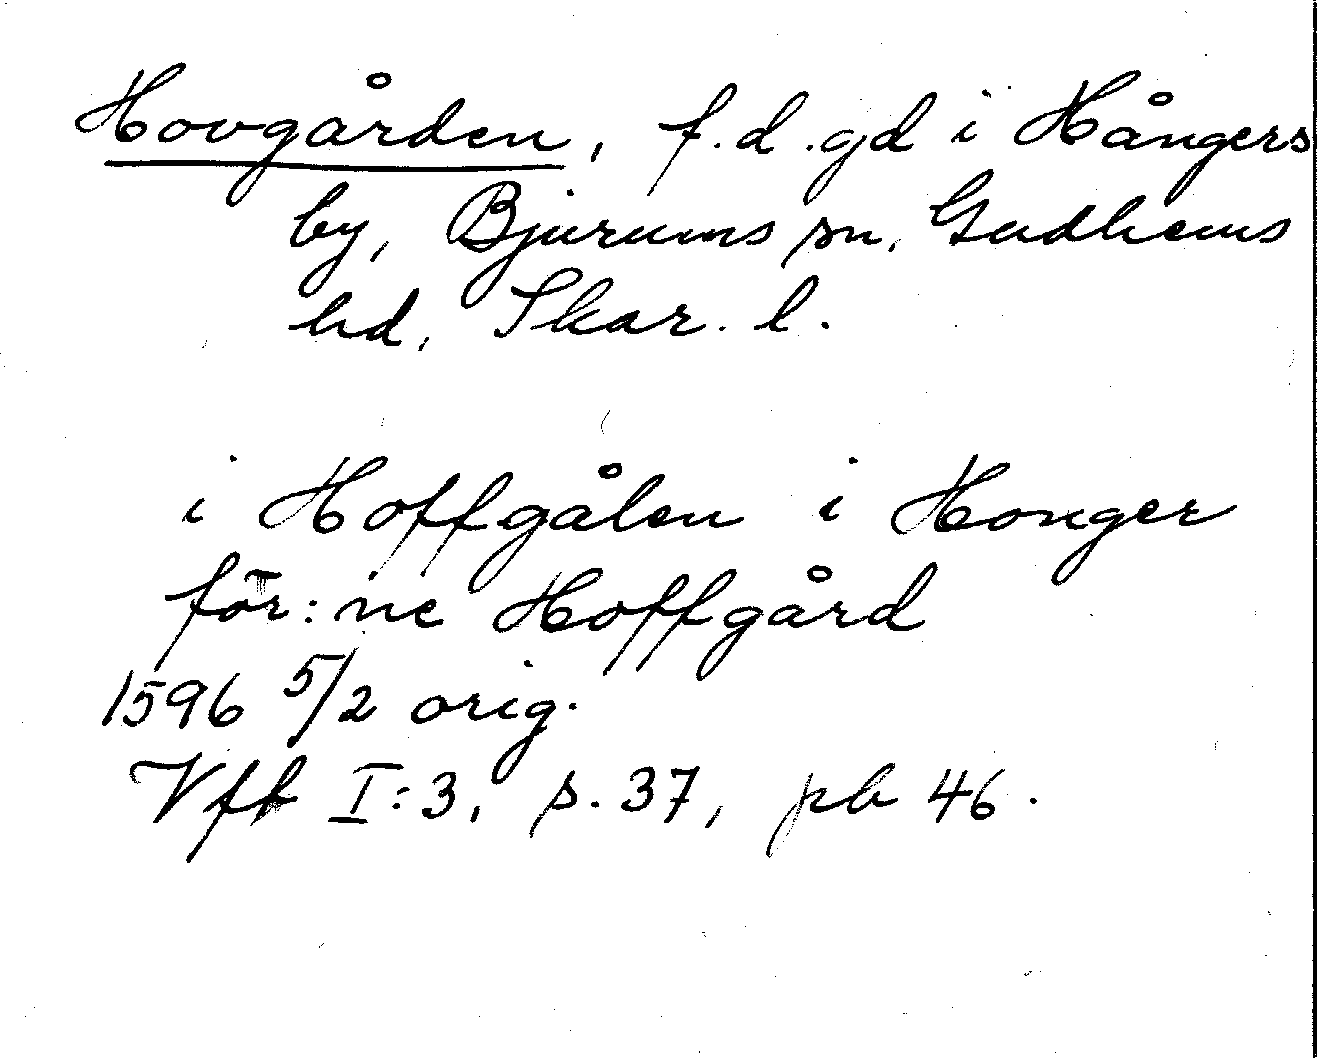 Hovgården, f.d.gd i Hångers
by, Bjurums sn, Gudhems
hd, Skar. l.
i Hoffgålen i Honger
för:ne Hoffgård
1596 5/2 orig.
Vff I:3, s. 37, pb 46.